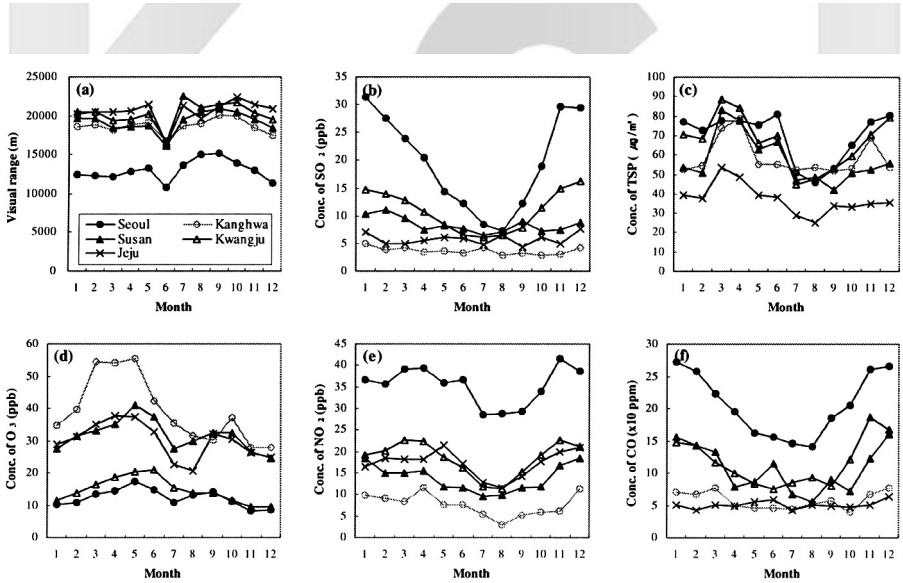 (a)
25000
20000
15000
10000
5000
0
Visual range (m)
Seoul
Kanghwa
Susan
Kwangju
Jeju
1 2 3 4 5 6 7 8 9 10 11 12
Month
(b)
35
30
25
20
15
10
5
0
Conc. of SO₂ (ppb)
1 2 3 4 5 6 7 8 9 10 11 12
Month
(c)
100
90
80
70
60
50
40
30
20
10
0
Conc. of TSP ( μg/㎥)
1 2 3 4 5 6 7 8 9 10 11 12
Month
(d)
60
50
40
30
20
10
0
Conc. of O₃ (ppb)
1 2 3 4 5 6 7 8 9 10 11 12
Month
(e)
45
40
35
30
25
20
15
10
5
0
Conc. of NO₂ (ppb)
1 2 3 4 5 6 7 8 9 10 11 12
Month
(f)
30
25
20
15
10
5
0
Conc. of CO (x10 ppm)
1 2 3 4 5 6 7 8 9 10 11 12
Month